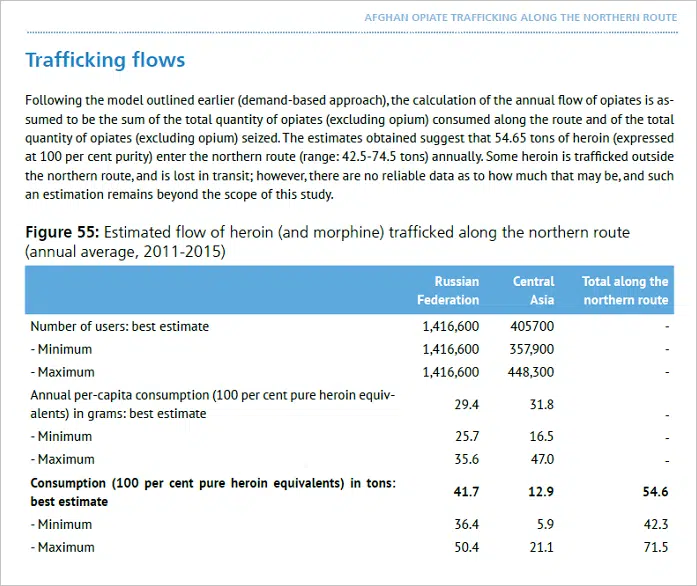 AFGHAN OPIATE TRAFFICKING ALONG THE NORTHERN ROUTE
Trafficking flows
Following the model outlined earlier (demand-based approach), the calculation of the annual flow of opiates is as-
sumed to be the sum of the total quantity of opiates (excluding opium) consumed along the route and of the total
quantity of opiates (excluding opium) seized. The estimates obtained suggest that 54.65 tons of heroin (expressed
at 100 per cent purity) enter the northern route (range: 42.5-74.5 tons) annually. Some heroin is trafficked outside
the northern route, and is lost in transit; however, there are no reliable data as to how much that may be, and such
an estimation remains beyond the scope of this study.
Figure 55: Estimated flow of heroin (and morphine) trafficked along the northern route
(annual average, 2011-2015)
Russian Central Total along the
Federation Asia northern route
Number of users: best estimate 1,416,600 405700 -
- Minimum 1,416,600 357,900 -
- Maximum 1,416,600 448,300 -
Annual per-capita consumption (100 per cent pure heroin equiv-
alents) in grams: best estimate 29.4 31.8 -
- Minimum 25.7 16.5 -
- Maximum 35.6 47.0 -
Consumption (100 per cent pure heroin equivalents) in tons:
best estimate 41.7 12.9 54.6
- Minimum 36.4 5.9 42.3
- Maximum 50.4 21.1 71.5